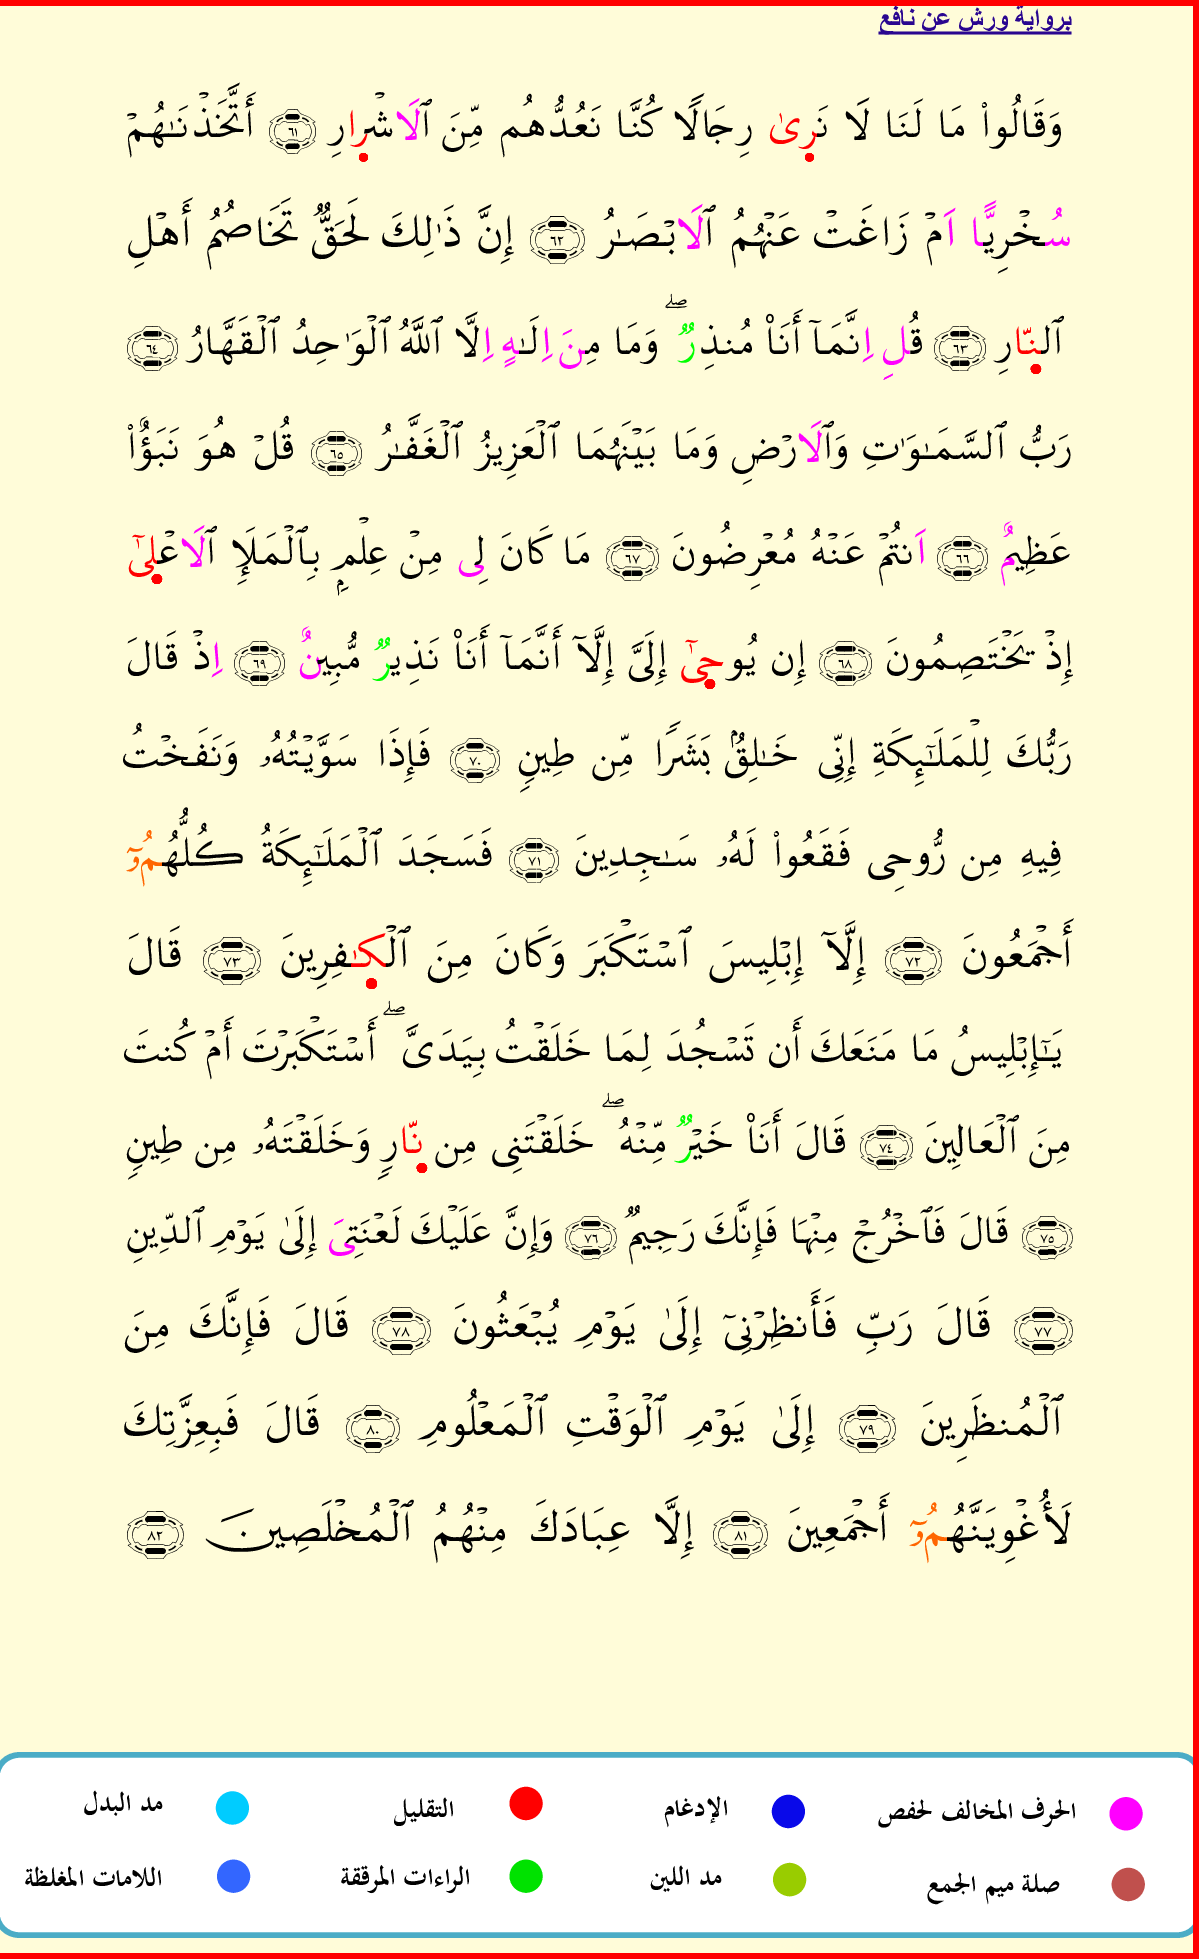 برواية ورش عن نافع
وَقَالُواْ مَا لَنَا لَا نَرىٰ رِجَالًا كُنَّا نَعُدُّهُم مِّنَ ٱلَاشْرارِ ٦١ أَتَّخَذْنَٰهُمْ
سُخْرِيًّا اَمْ زَاغَتْ عَنْهُمُ ٱلَابْصَٰرُ ٦٢ إِنَّ ذَٰلِكَ لَحَقٌّ تَخَاصُمُ أَهْلِ
ٱلنّارِ ٦٣ قُلِ اِنَّمَآ أَنَا۠ مُنذِرٌ ۖ وَمَا مِنِ اِلَٰهٍ اِلَّا ٱللَّهُ ٱلْوَٰحِدُ ٱلْقَهَّارُ ٦٤
رَبُّ ٱلسَّمَٰوَٰتِ وَٱلَارْضِ وَمَا بَيْنَهُمَا ٱلْعَزِيزُ ٱلْغَفَّٰرُ ٦٥ قُلْ هُوَ نَبَؤٌاْ
عَظِيمٌ ٦٦ اَنتُمْ عَنْهُ مُعْرِضُونَ ٦٧ مَا كَانَ لِى مِنْ عِلْمِۭ بِٱلْمَلَإِ ٱلَاعْلىٰٓ
إِذْ يَخْتَصِمُونَ ٦٨ إِن يُوحىٰٓ إِلَىَّ إِلَّآ أَنَّمَآ أَنَا۠ نَذِيرٌ مُّبِينٌ ٦٩ اِذْ قَالَ
رَبُّكَ لِلْمَلَٰٓئِكَةِ إِنِّى خَٰلِقُۢ بَشَرًا مِّن طِينٍ ٧٠ فَإِذَا سَوَّيْتُهُۥ وَنَفَخْتُ
فِيهِ مِن رُّوحِى فَقَعُواْ لَهُۥ سَٰجِدِينَ ٧١ فَسَجَدَ ٱلْمَلَٰٓئِكَةُ كُلُّهُمُۥٓ
أَجْمَعُونَ ٧٢ إِلَّآ إِبْلِيسَ ٱسْتَكْبَرَ وَكَانَ مِنَ ٱلْكٰفِرِينَ ٧٣ قَالَ
يَٰٓإِبْلِيسُ مَا مَنَعَكَ أَن تَسْجُدَ لِمَا خَلَقْتُ بِيَدَىَّ ۖ أَسْتَكْبَرْتَ أَمْ كُنتَ
مِنَ ٱلْعَالِينَ ٧٤ قَالَ أَنَا۠ خَيْرٌ مِّنْهُ ۖ خَلَقْتَنِى مِن نّارٍ وَخَلَقْتَهُۥ مِن طِينٍ
٧٥ قَالَ فَٱخْرُجْ مِنْهَا فَإِنَّكَ رَجِيمٌ ٧٦ وَإِنَّ عَلَيْكَ لَعْنَتِىَ إِلَىٰ يَوْمِ ٱلدِّينِ
٧٧ قَالَ رَبِّ فَأَنظِرْنِىٓ إِلَىٰ يَوْمِ يُبْعَثُونَ ٧٨ قَالَ فَإِنَّكَ مِنَ
ٱلْمُنظَرِينَ ٧٩ إِلَىٰ يَوْمِ ٱلْوَقْتِ ٱلْمَعْلُومِ ٨٠ قَالَ فَبِعِزَّتِكَ
لَأُغْوِيَنَّهُمُۥٓ أَجْمَعِينَ ٨١ إِلَّا عِبَادَكَ مِنْهُمُ ٱلْمُخْلَصِينَ ٨٢
الحرف المخالف لحفص الإدغام التقليل مد البدل
صلة ميم الجمع مد اللين الراءات المرققة اللامات المغلظة